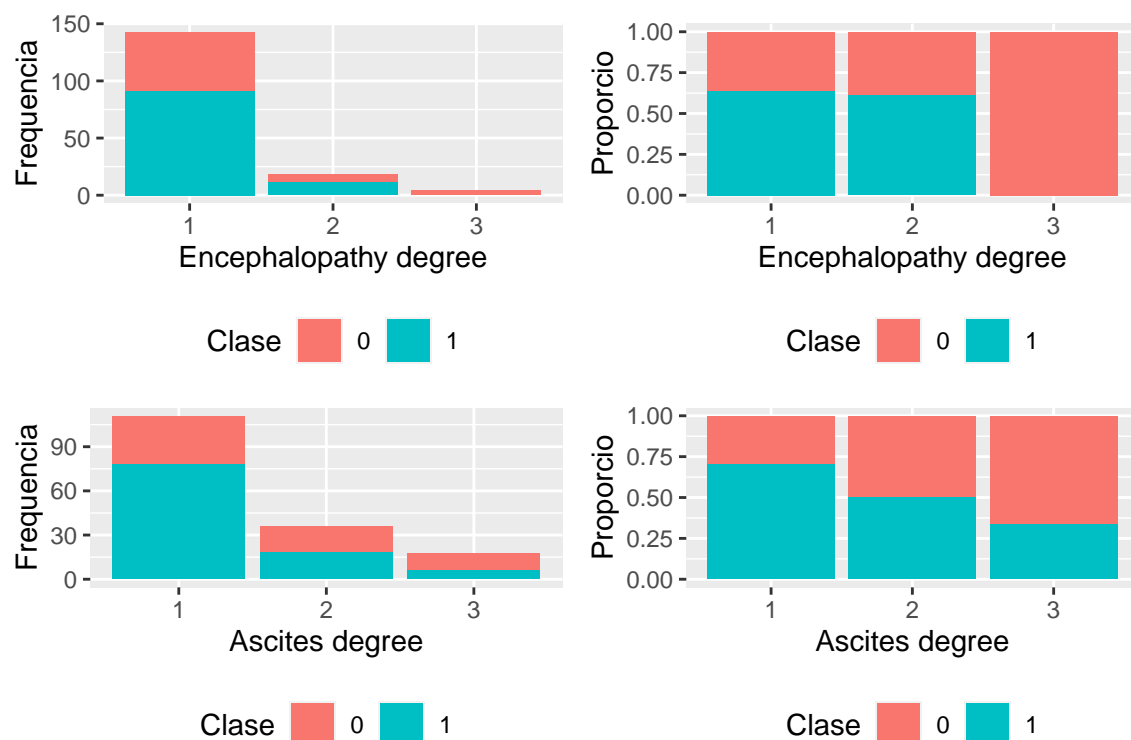 Frequencia
150
100
50
0
1 2 3
Encephalopathy degree
Clase 0 1
Proporcio
1.00
0.75
0.50
0.25
0.00
1 2 3
Encephalopathy degree
Clase 0 1
Frequencia
90
60
30
0
1 2 3
Ascites degree
Clase 0 1
Proporcio
1.00
0.75
0.50
0.25
0.00
1 2 3
Ascites degree
Clase 0 1